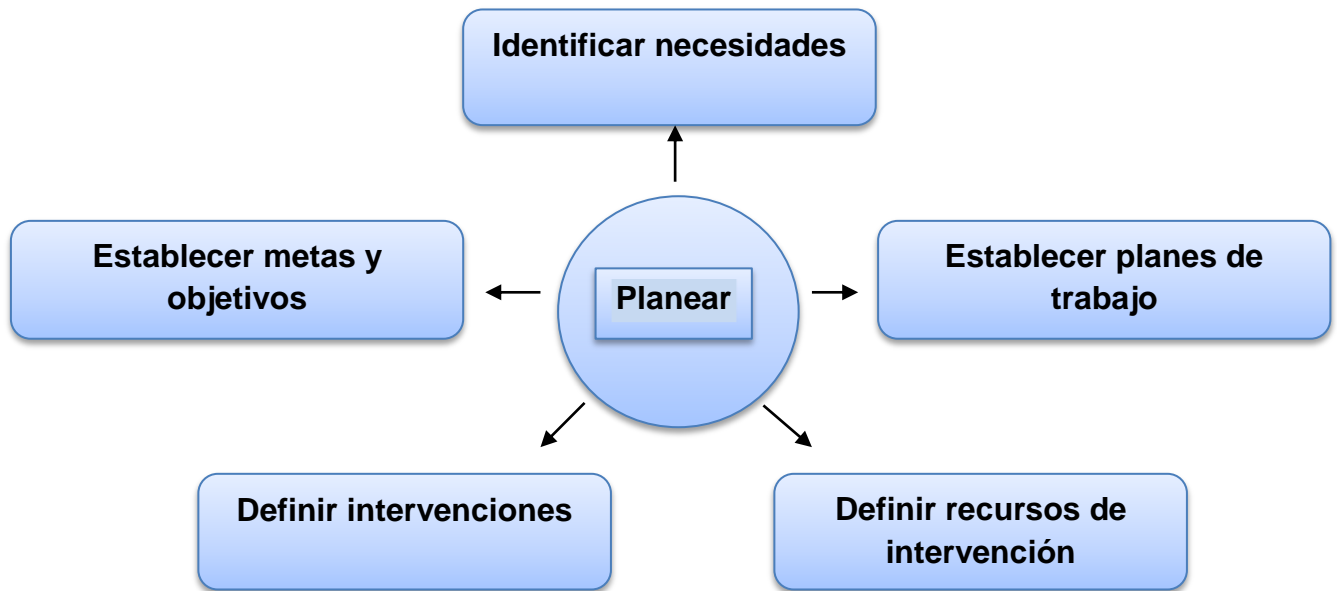 Identificar necesidades
Establecer metas y
objetivos
Planear
Establecer planes de
trabajo
Definir intervenciones
Definir recursos de
intervención